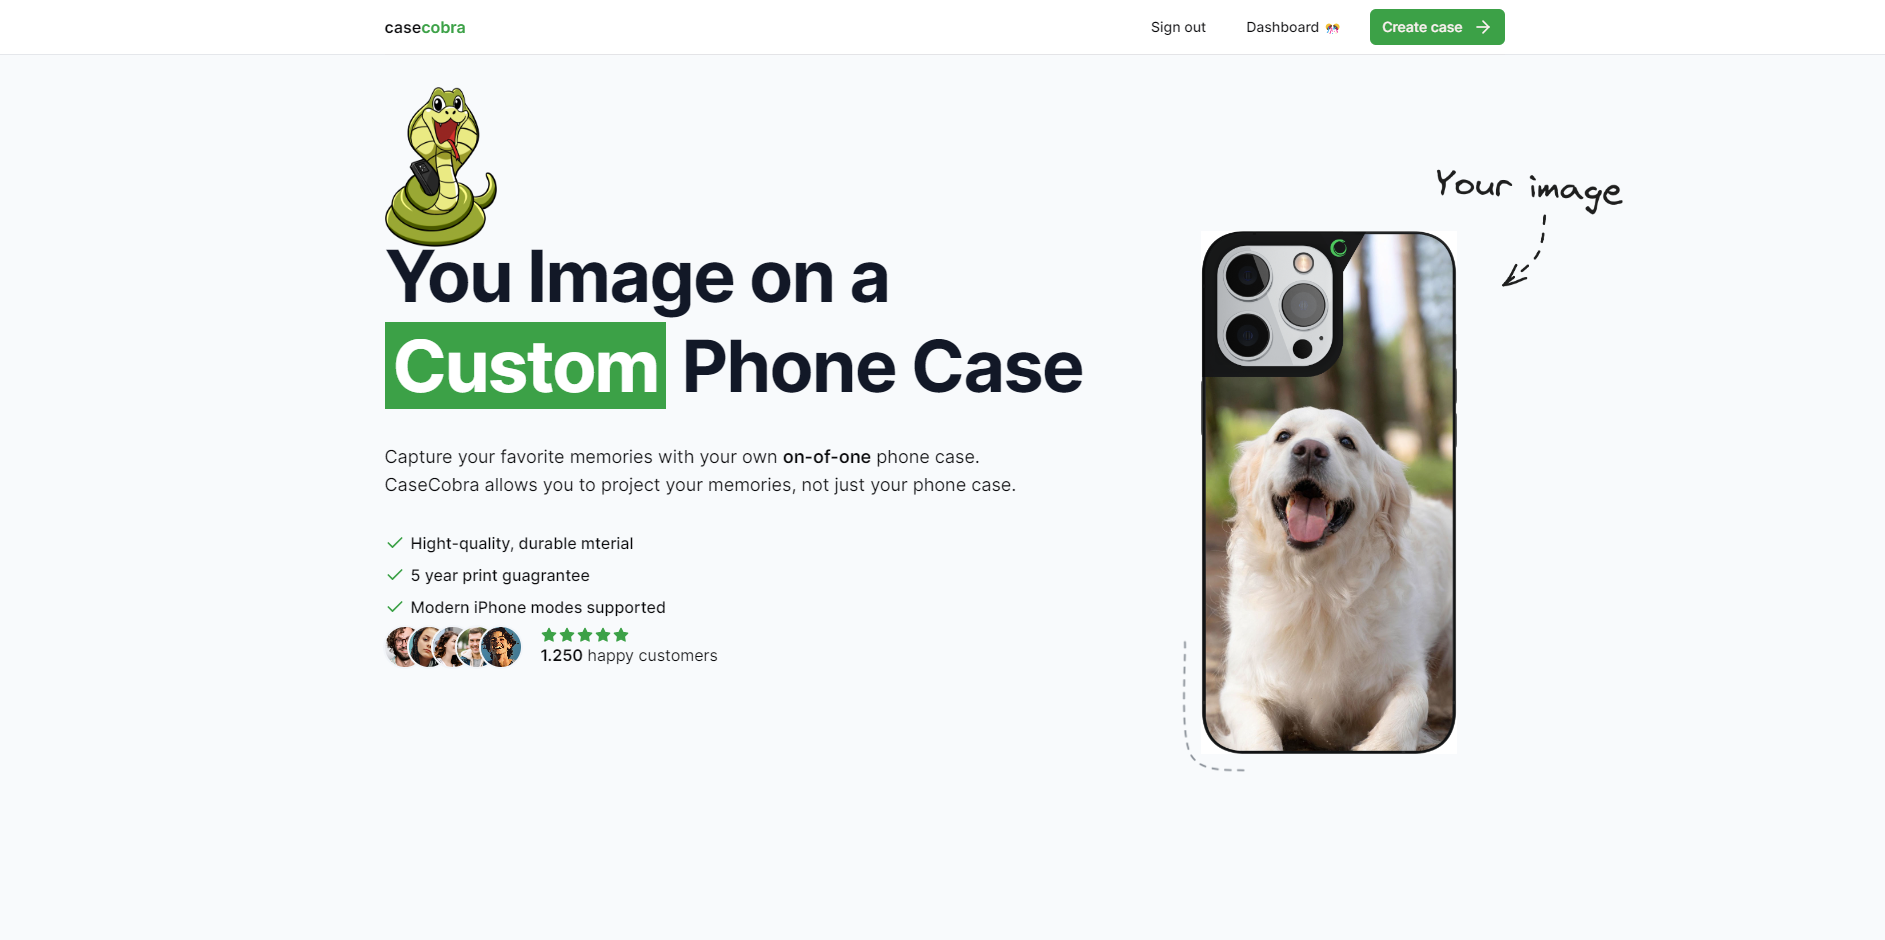 casecobra
Sign out
Dashboard
Create case
Your image
You Image on a
Custom Phone Case
Capture your favorite memories with your own on-of-one phone case.
CaseCobra allows you to project your memories, not just your phone case.
Hight-quality, durable mterial
5 year print guagrantee
Modern iPhone modes supported
1.250 happy customers